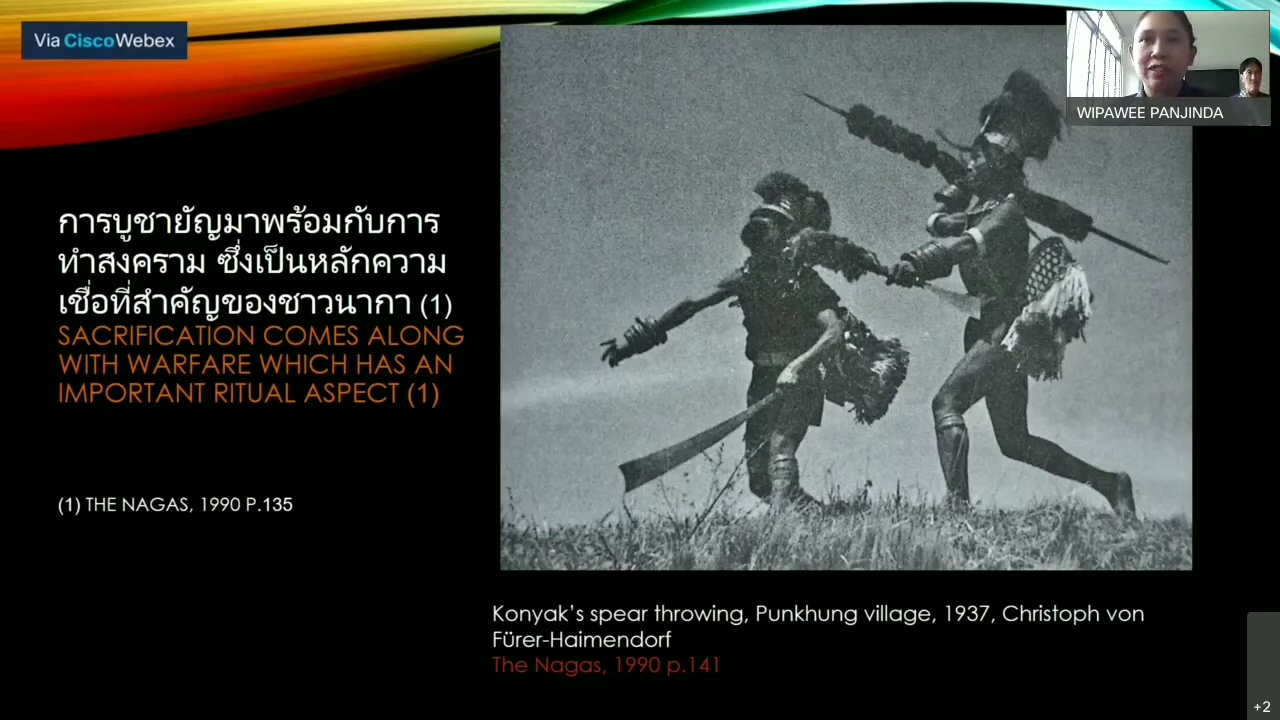 Via Cisco Webex
WIPAWEE PANJINDA
การบูชายัญมาพร้อมกับการ
ทำสงคราม ซึ่งเป็นหลักความ
เชื่อที่สำคัญของชาวนากา (1)
SACRIFICATION COMES ALONG
WITH WARFARE WHICH HAS AN
IMPORTANT RITUAL ASPECT (1)
(1) THE NAGAS, 1990 P.135
Konyak's spear throwing, Punkhung village, 1937, Christoph von
Fürer-Haimendorf
The Nagas, 1990 p.141
+2